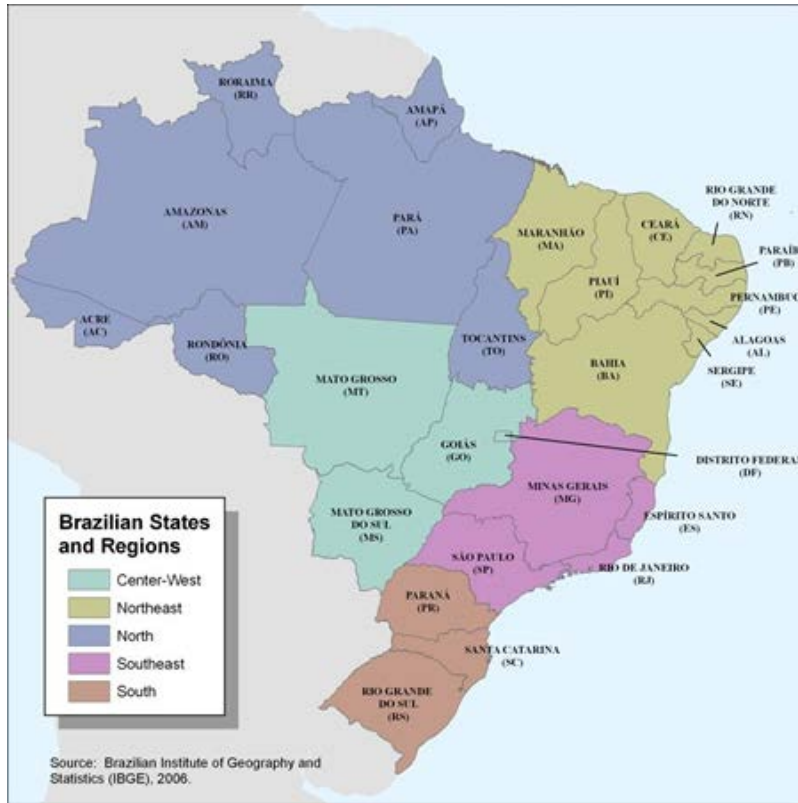 RORAIMA
(RR)
AMAPÁ
(AP)
AMAZONAS
(AM)
PARÁ
(PA)
MARANHÃO
(MA)
CEARÁ
(CE)
RIO GRANDE
DO NORTE
(RN)
PARAÍB
(PB)
PIAUÍ
(PI)
PERNAMBUC
(PE)
ACRE
(AC)
RONDÔNIA
(RO)
TOCANTINS
(TO)
ALAGOAS
(AL)
BAHIA
(BA)
SERGIPE
(SE)
MATO GROSSO
(MT)
GOIÁS
(GO)
DISTRITO FEDERA
(DF)
MINAS GERAIS
(MG)
MATO GROSSO
DO SUL
(MS)
ESPÍRITO SANTO
(ES)
SÃO PAULO
(SP)
RIO DE JANEIRO
(RJ)
PARANÁ
(PR)
SANTA CATARINA
(SC)
RIO GRANDE
DO SUL
(RS)
Brazilian States
and Regions
Center-West
Northeast
North
Southeast
South
Source: Brazilian Institute of Geography and
Statistics (IBGE), 2006.